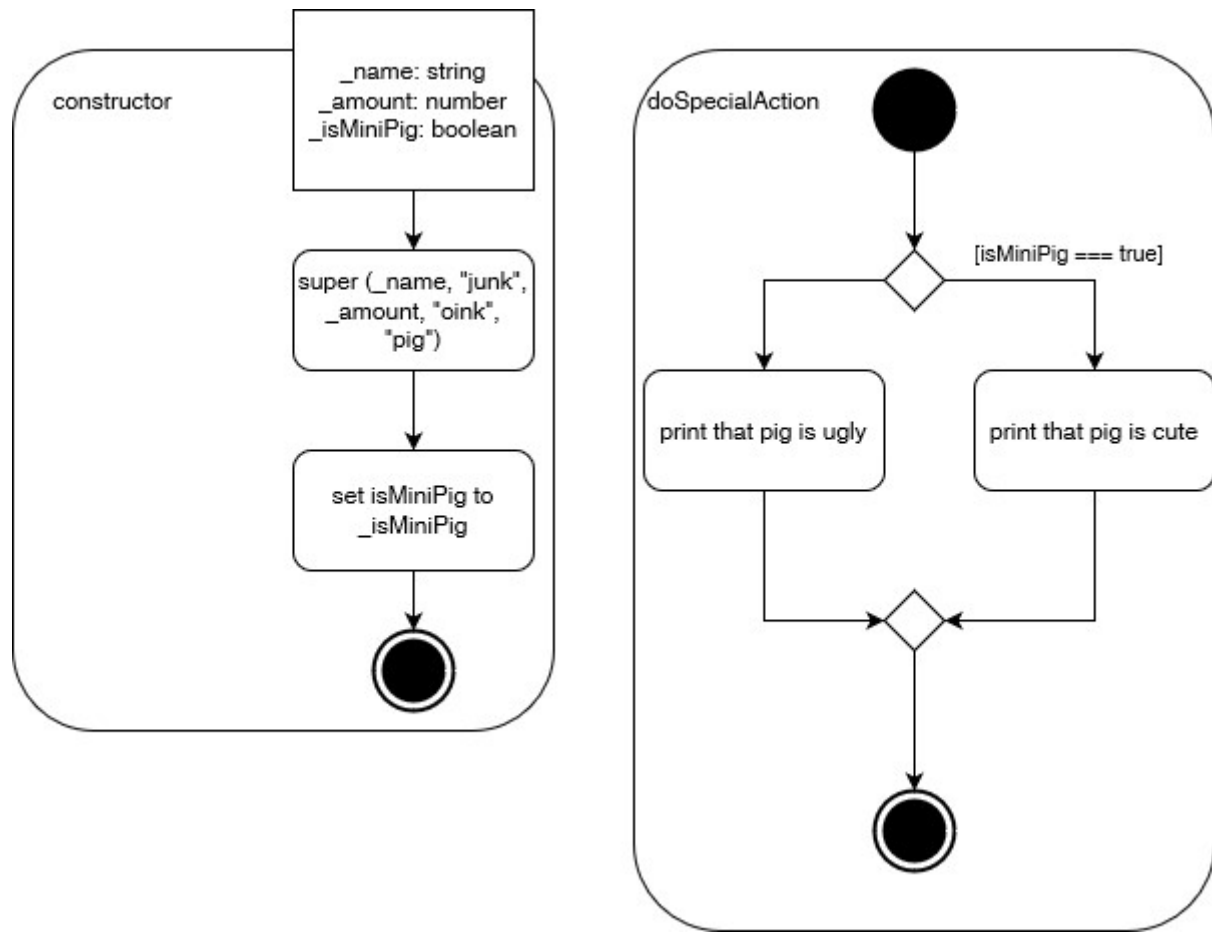 constructor
_name: string
_amount: number
_isMiniPig: boolean
super (_name, "junk",
_amount, "oink",
"pig")
set isMiniPig to
_isMiniPig
doSpecialAction
[isMiniPig === true]
print that pig is ugly
print that pig is cute